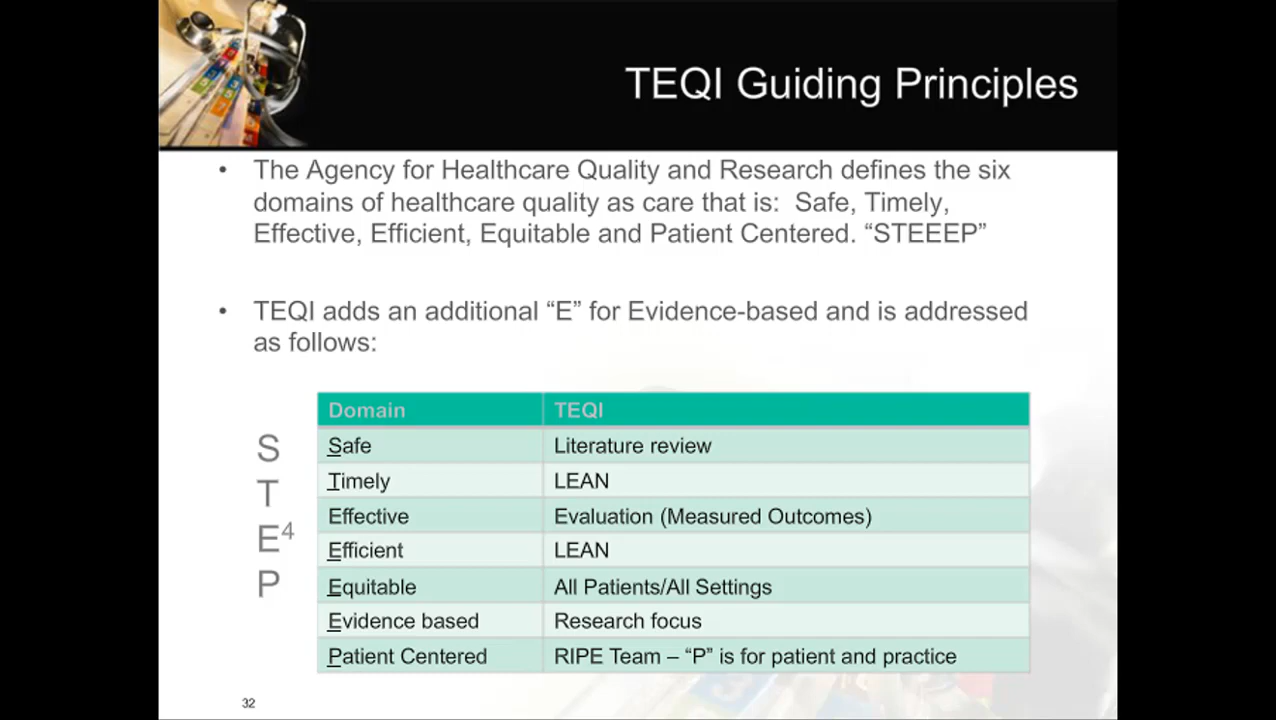 TEQI Guiding Principles
• The Agency for Healthcare Quality and Research defines the six
domains of healthcare quality as care that is:  Safe, Timely,
Effective, Efficient, Equitable and Patient Centered. “STEEEP”
• TEQI adds an additional “E” for Evidence-based and is addressed
as follows:
Domain TEQI
Safe Literature review
Timely LEAN
Effective Evaluation (Measured Outcomes)
Efficient LEAN
Equitable All Patients/All Settings
Evidence based Research focus
Patient Centered RIPE Team – “P” is for patient and practice
S
T
E⁴
P
32